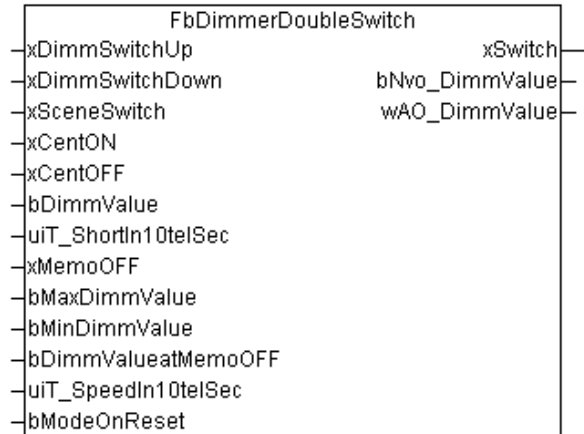 FbDimmerDoubleSwitch
xDimmSwitchUp xSwitch
xDimmSwitchDown bNvo_DimmValue
xSceneSwitch wAO_DimmValue
xCentON
xCentOFF
bDimmValue
uiT_ShortIn10telSec
xMemoOFF
bMaxDimmValue
bMinDimmValue
bDimmValueatMemoOFF
uiT_SpeedIn10telSec
bModeOnReset